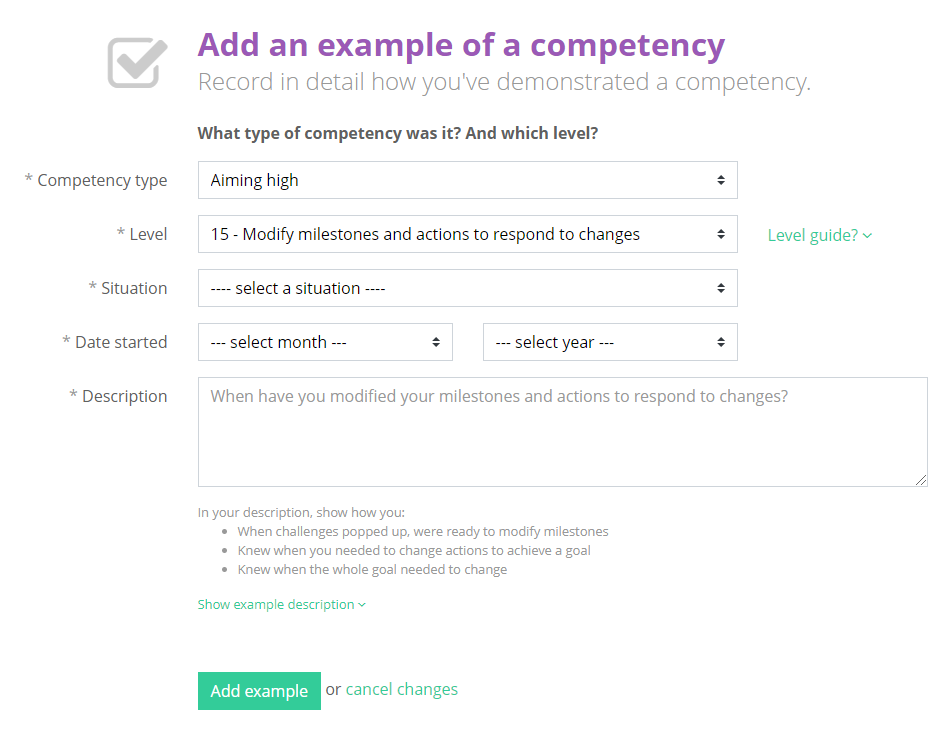 Add an example of a competency
Record in detail how you've demonstrated a competency.
What type of competency was it? And which level?
* Competency type
Aiming high
* Level
15 - Modify milestones and actions to respond to changes
Level guide?
* Situation
---- select a situation ----
* Date started
--- select month ---
--- select year ---
* Description
When have you modified your milestones and actions to respond to changes?
In your description, show how you:
When challenges popped up, were ready to modify milestones
Knew when you needed to change actions to achieve a goal
Knew when the whole goal needed to change
Show example description
Add example or cancel changes